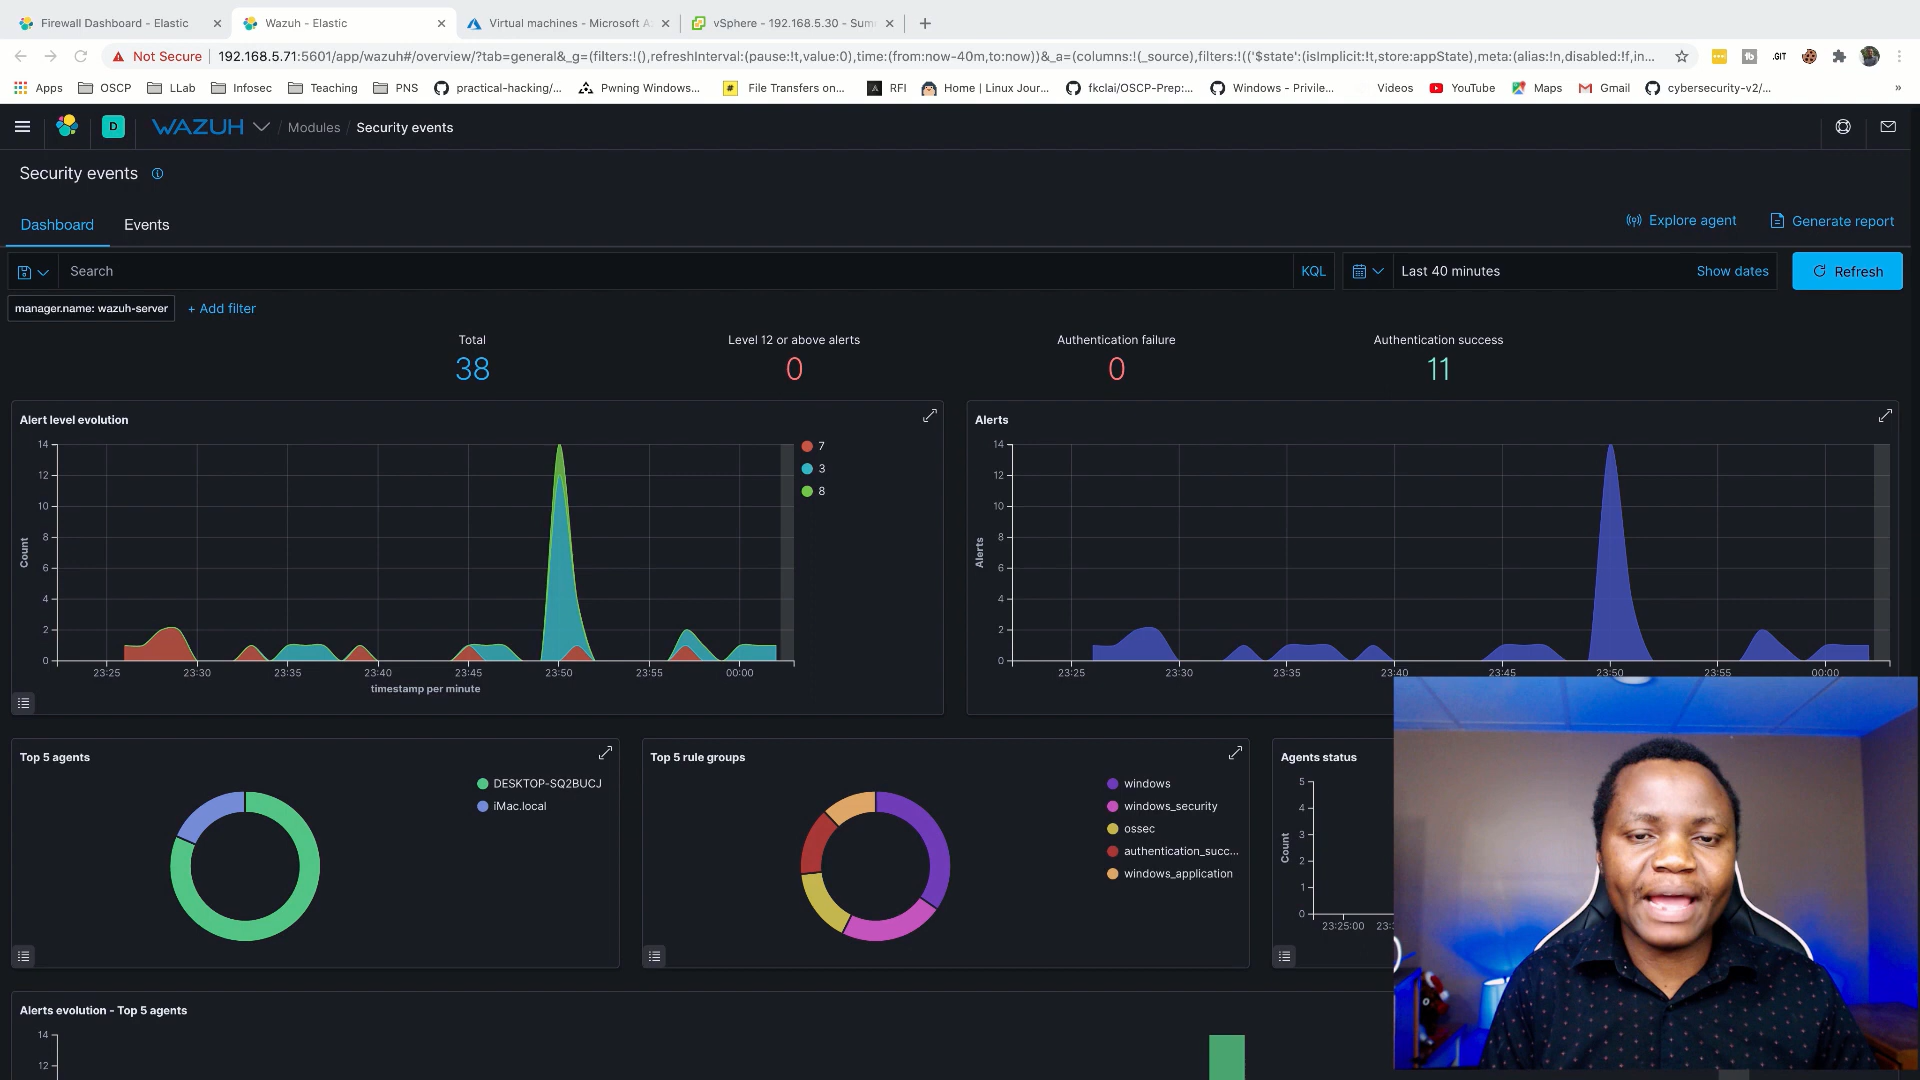 Firewall Dashboard - Elastic
Wazuh - Elastic
Virtual machines - Microsoft A
vSphere - 192.168.5.30 - Sum
Not Secure
192.168.5.71:5601/app/wazuh#/overview/?tab=general&_g=(filters:!(),refreshInterval:(pause:!t,value:0),time:(from:now-40m,to:now))&_a=(columns:!(_source),filters:!(('$state':(isImplicit:!t,store:appState),meta:(alias:!n,disabled:!f,in...
.GIT
Apps
OSCP
LLab
Infosec
Teaching
PNS
practical-hacking/...
Pwning Windows...
File Transfers on...
RFI
Home | Linux Jour...
fkclai/OSCP-Prep:...
Windows - Privile...
Videos
YouTube
Maps
Gmail
cybersecurity-v2/...
»
D
WAZUH
/ Modules / Security events
Security events
Dashboard
Events
Explore agent
Generate report
Search
KQL
Last 40 minutes
Show dates
Refresh
manager.name: wazuh-server
+ Add filter
Total
38
Level 12 or above alerts
0
Authentication failure
0
Authentication success
11
Alert level evolution
14
12
10
8
6
4
2
0
Count
23:25
23:30
23:35
23:40
23:45
23:50
23:55
00:00
timestamp per minute
7
3
8
Alerts
14
12
10
8
6
4
2
0
Alerts
23:25
23:30
23:35
23:40
23:45
23:50
23:55
00:00
Top 5 agents
DESKTOP-SQ2BUCJ
iMac.local
Top 5 rule groups
windows
windows_security
ossec
authentication_succ...
windows_application
Agents status
5
4
3
2
1
0
Count
23:25:00
23:
Alerts evolution - Top 5 agents
14
12